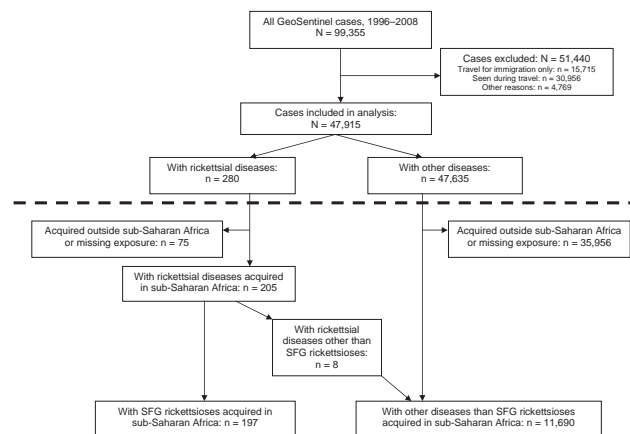 All GeoSentinel cases, 1996–2008
N = 99,355
Cases excluded: N = 51,440
Travel for immigration only: n = 15,715
Seen during travel: n = 30,956
Other reasons: n = 4,769
Cases included in analysis:
N = 47,915
With rickettsial diseases:
n = 280
With other diseases:
n = 47,635
Acquired outside sub-Saharan Africa
or missing exposure: n = 75
Acquired outside sub-Saharan Africa
or missing exposure: n = 35,956
With rickettsial diseases acquired
in sub-Saharan Africa: n = 205
With rickettsial
diseases other than
SFG rickettsioses:
n = 8
With SFG rickettsioses acquired in
sub-Saharan Africa: n = 197
With other diseases than SFG rickettsioses
acquired in sub-Saharan Africa: n = 11,690